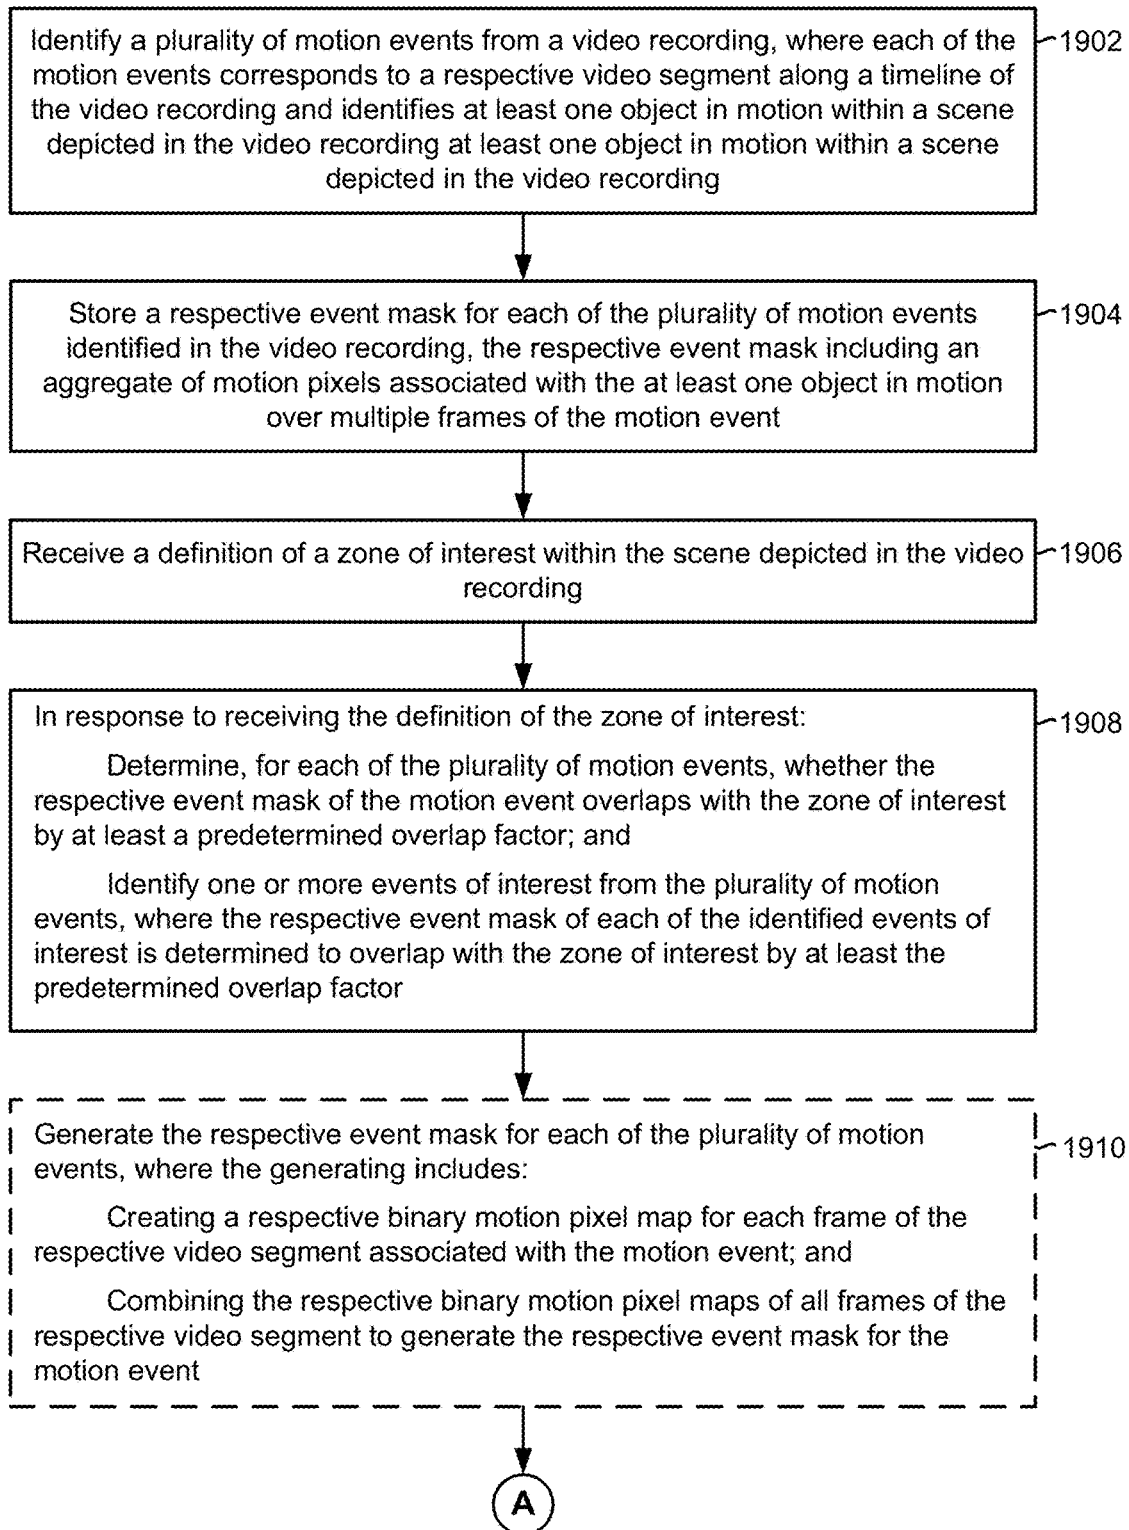 Identify a plurality of motion events from a video recording, where each of the
motion events corresponds to a respective video segment along a timeline of
the video recording and identifies at least one object in motion within a scene
depicted in the video recording at least one object in motion within a scene
depicted in the video recording
1902
Store a respective event mask for each of the plurality of motion events
identified in the video recording, the respective event mask including an
aggregate of motion pixels associated with the at least one object in motion
over multiple frames of the motion event
1904
Receive a definition of a zone of interest within the scene depicted in the video
recording
1906
In response to receiving the definition of the zone of interest:
Determine, for each of the plurality of motion events, whether the
respective event mask of the motion event overlaps with the zone of interest
by at least a predetermined overlap factor; and
Identify one or more events of interest from the plurality of motion
events, where the respective event mask of each of the identified events of
interest is determined to overlap with the zone of interest by at least the
predetermined overlap factor
1908
Generate the respective event mask for each of the plurality of motion
events, where the generating includes:
Creating a respective binary motion pixel map for each frame of the
respective video segment associated with the motion event; and
Combining the respective binary motion pixel maps of all frames of the
respective video segment to generate the respective event mask for the
motion event
1910
A